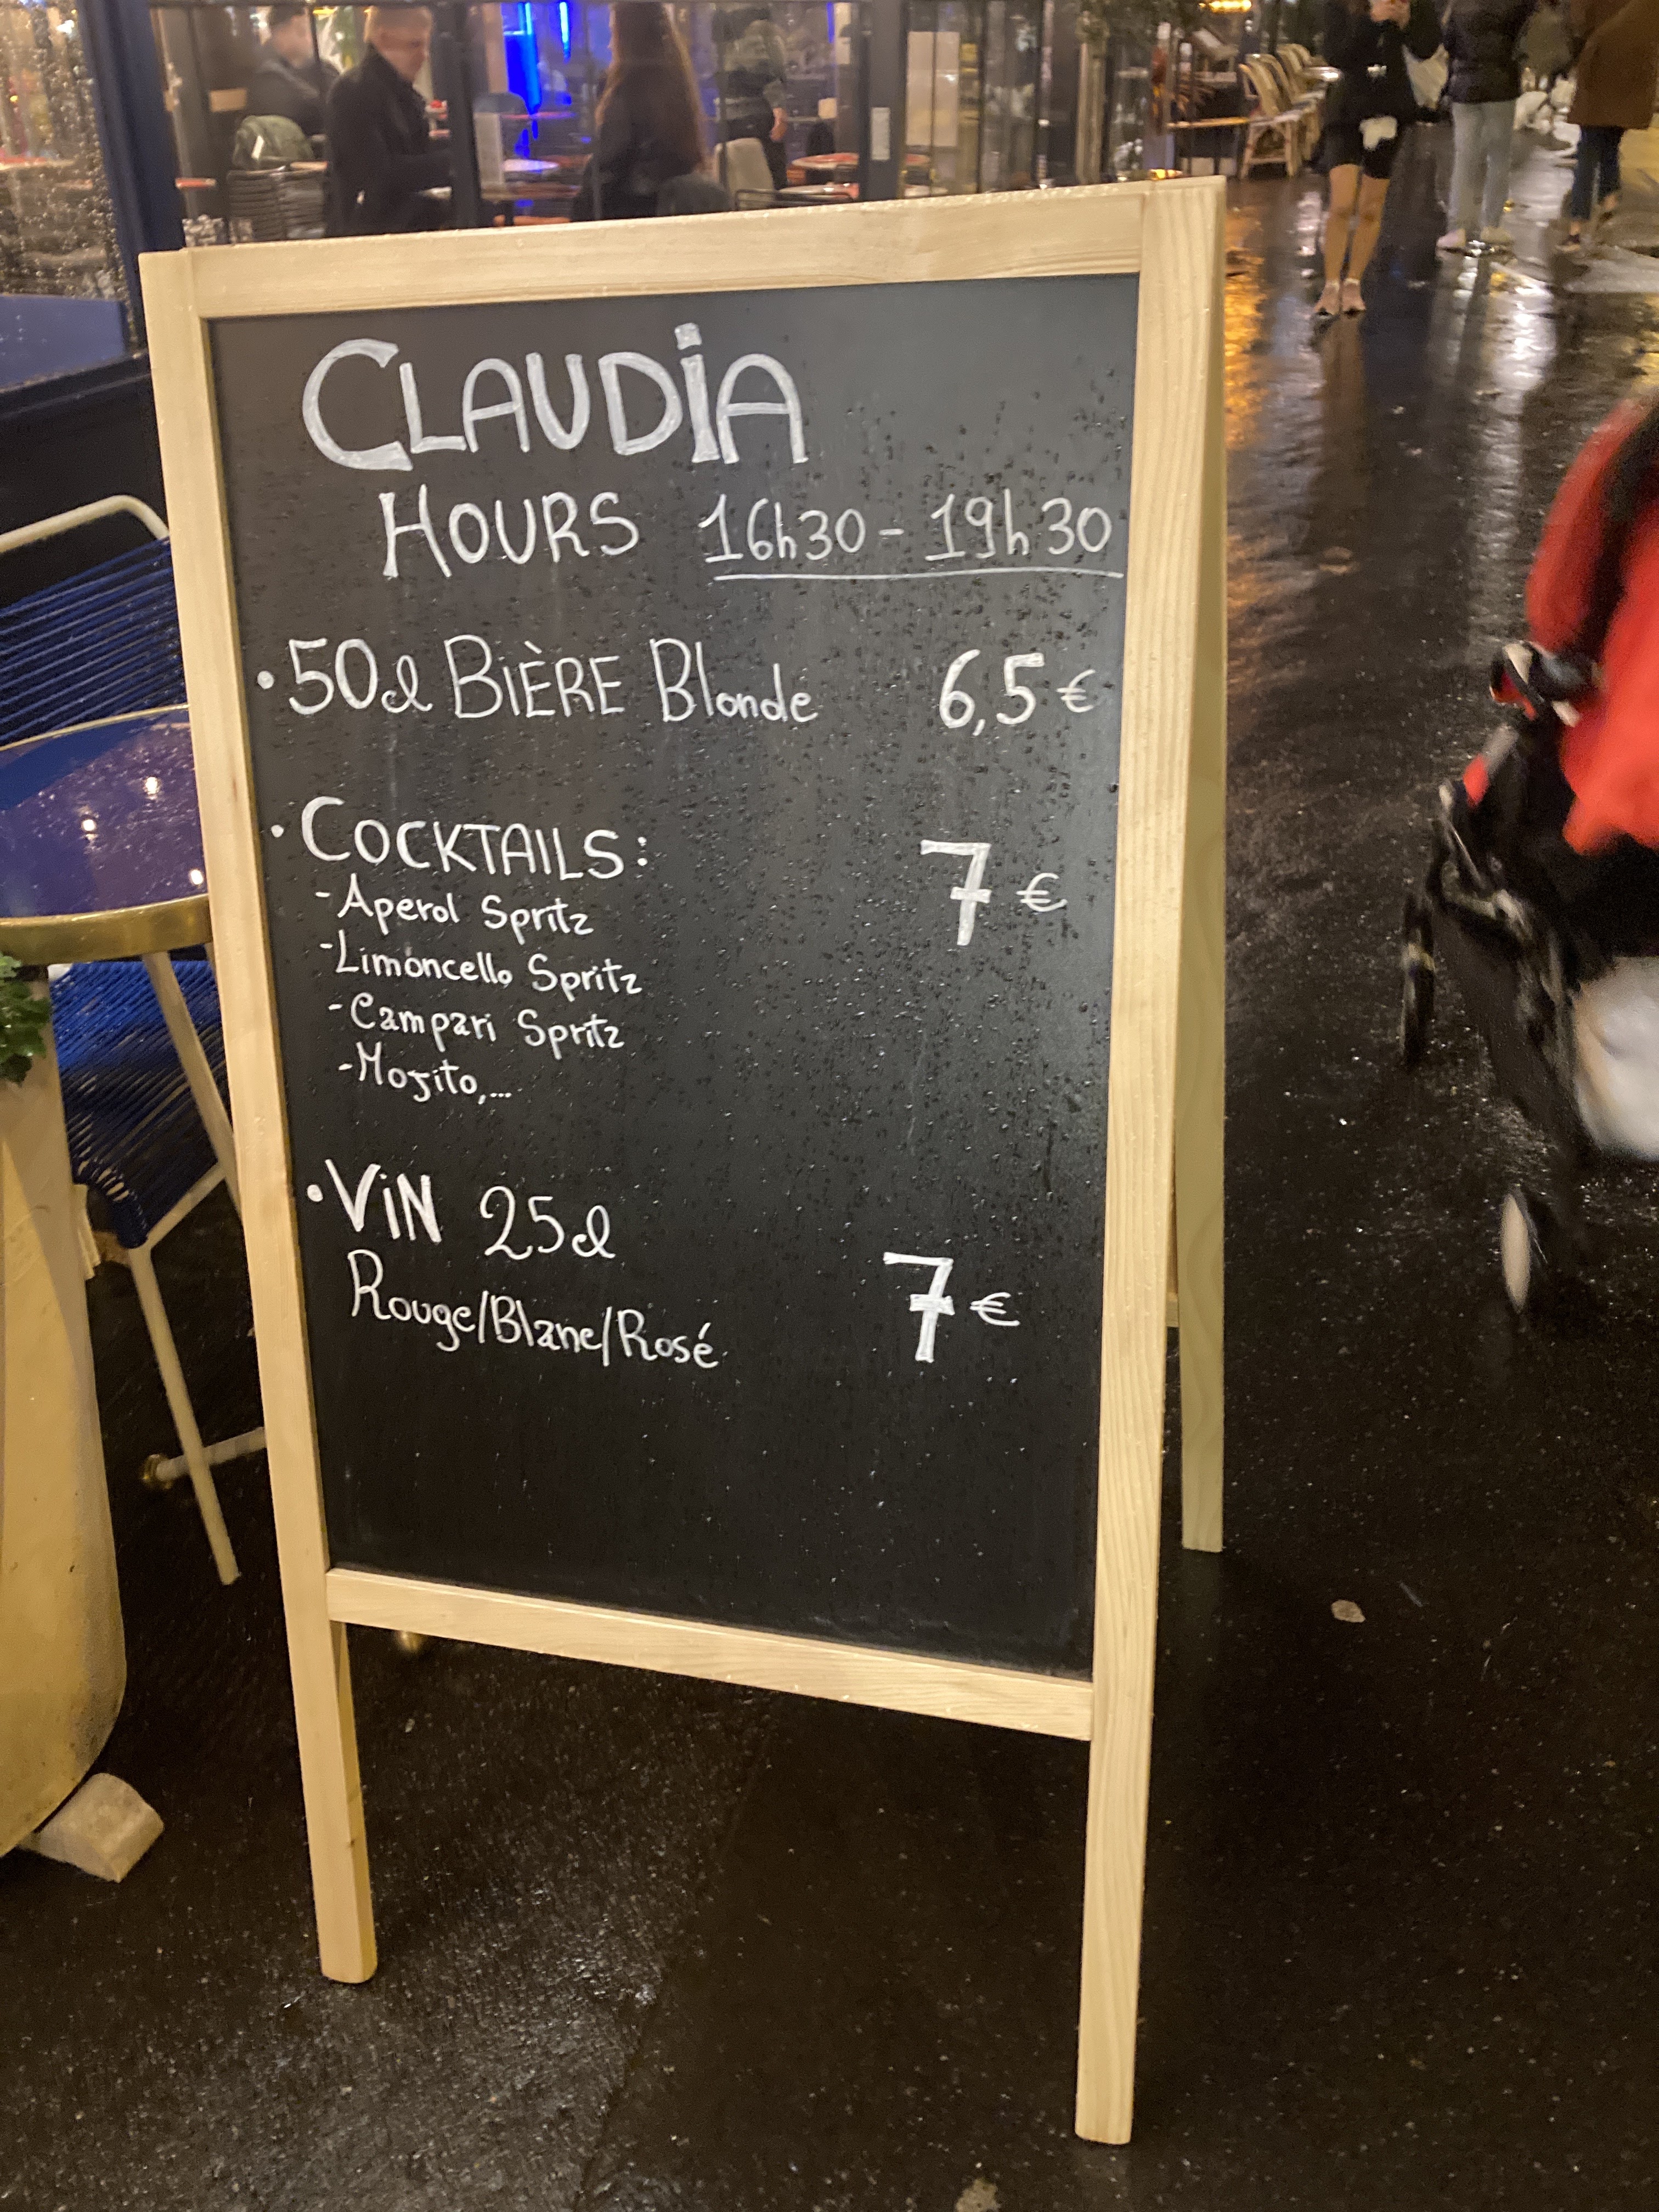 CLAUDIA
HOURS 16h30 - 19h30
• 50cl BIÈRE Blonde 6,5 €
• COCKTAILS: 7 €
- Aperol Spritz
- Limoncello Spritz
- Campari Spritz
- Mojito,...
• VIN 25cl
Rouge/Blanc/Rosé 7 €